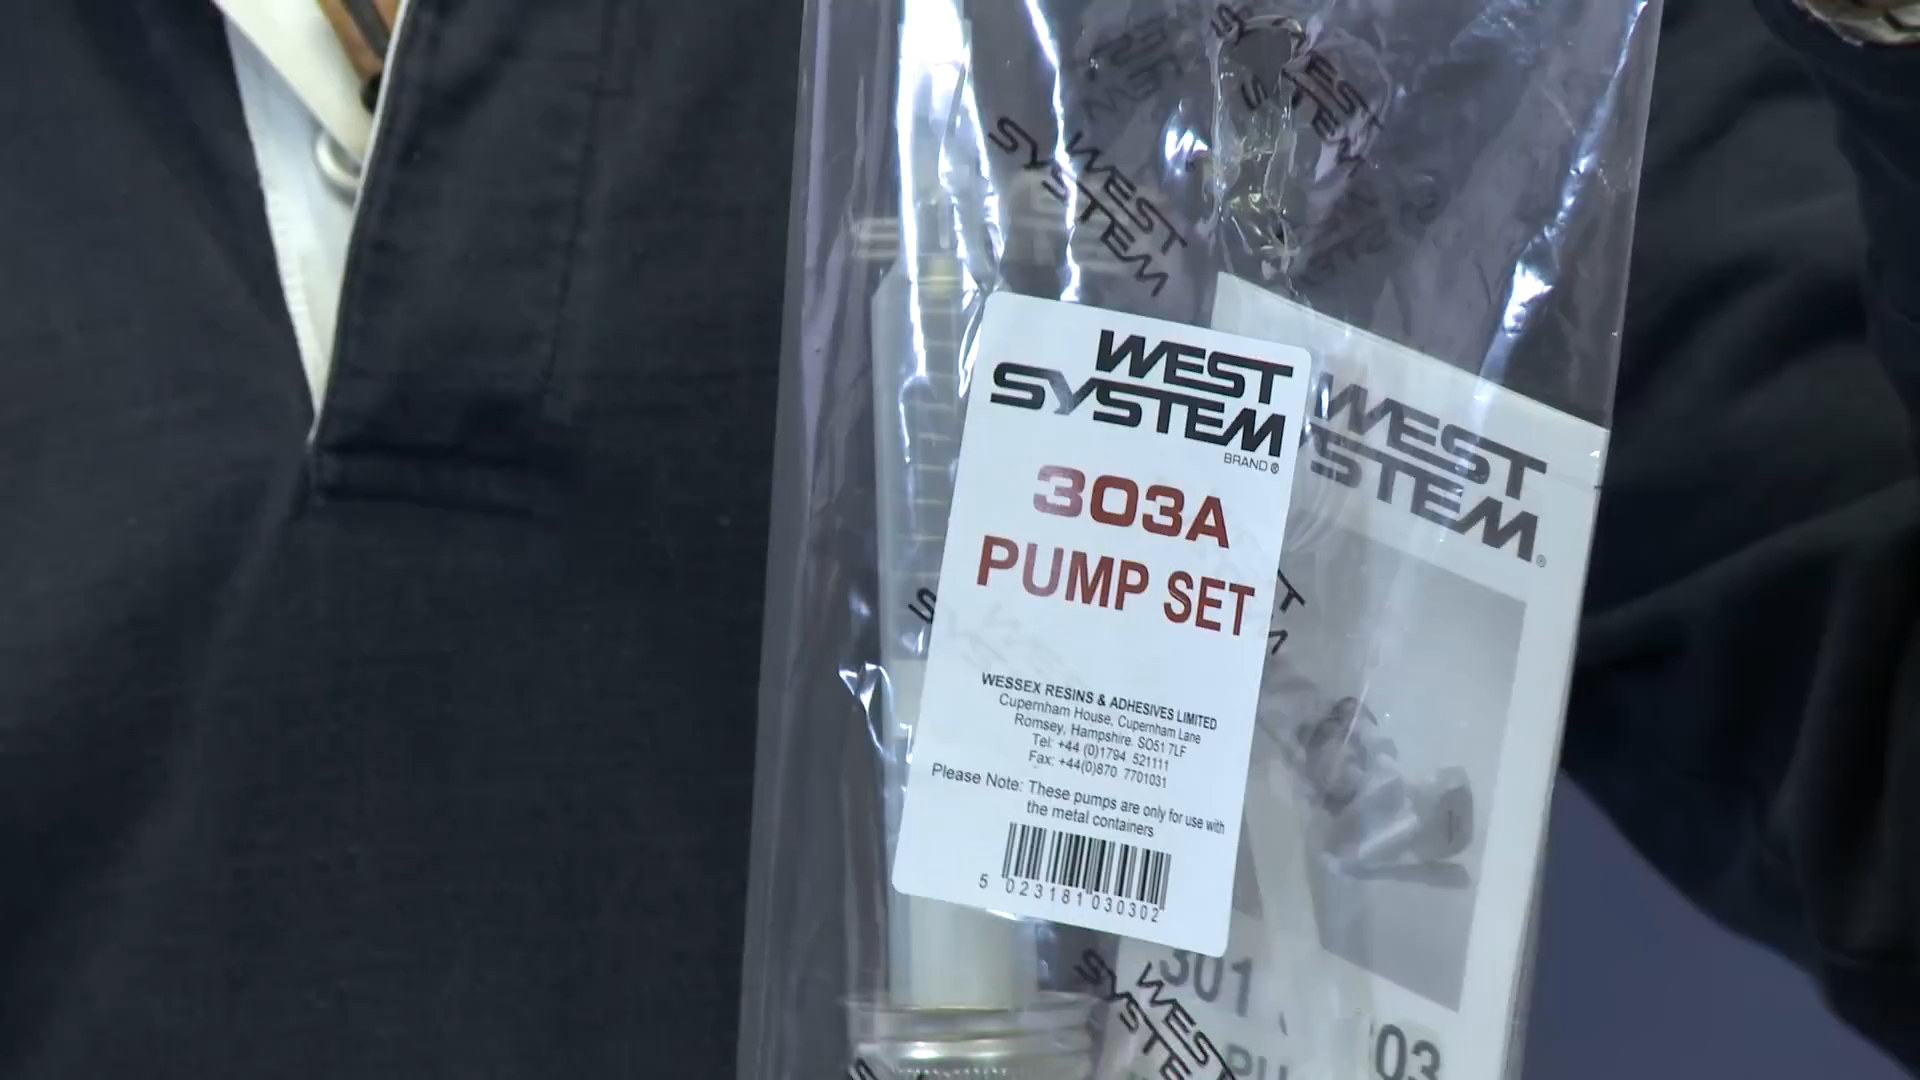 WEST
SYSTEM
WEST
SYSTEM
WEST
SYSTEM
BRAND ®
303A
PUMP SET
WESSEX RESINS & ADHESIVES LIMITED
Cupernham House, Cupernham Lane
Romsey, Hampshire. SO51 7LF
Tel: +44 (0)1794 521111
Fax: +44(0)870 7701031
Please Note: These pumps are only for use with
the metal containers
5 023181 030302
WEST
STEM ®
301
303
WEST
SYSTEM